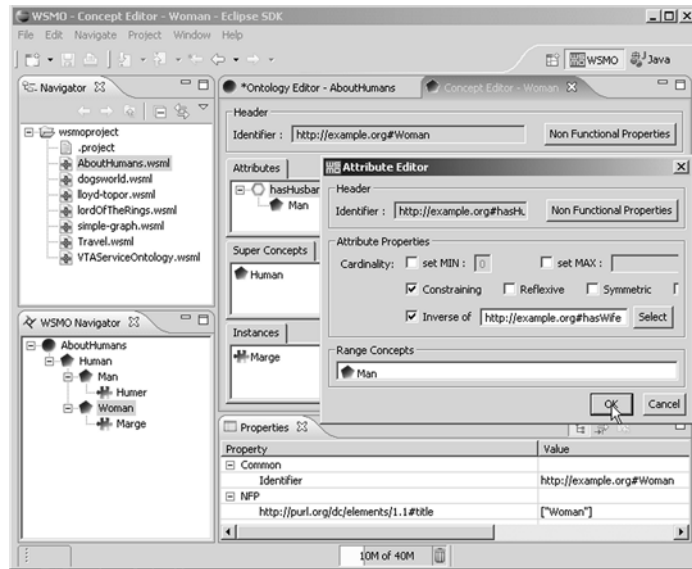 WSMO - Concept Editor - Woman - Eclipse SDK
File Edit Navigate Project Window Help
WSMO Java
Navigator
wsmoproject
.project
AboutHumans.wsml
dogsworld.wsml
lloyd-topor.wsml
lordOfTheRings.wsml
simple-graph.wsml
Travel.wsml
VTAServiceOntology.wsml
WSMO Navigator
AboutHumans
Human
Man
Humer
Woman
Marge
*Ontology Editor - AboutHumans
Concept Editor - Woman
Header
Identifier : http://example.org#Woman
Non Functional Properties
Attributes
hasHusbar
Man
Super Concepts
Human
Instances
Marge
Attribute Editor
Header
Identifier : http://example.org#hasHu
Non Functional Properties
Attribute Properties
Cardinality: set MIN : 0 set MAX :
Constraining Reflexive Symmetric
Inverse of http://example.org#hasWife Select
Range Concepts
Man
OK Cancel
Properties
Property Value
Common
Identifier http://example.org#Woman
NFP
http://purl.org/dc/elements/1.1#title ["Woman"]
10M of 40M